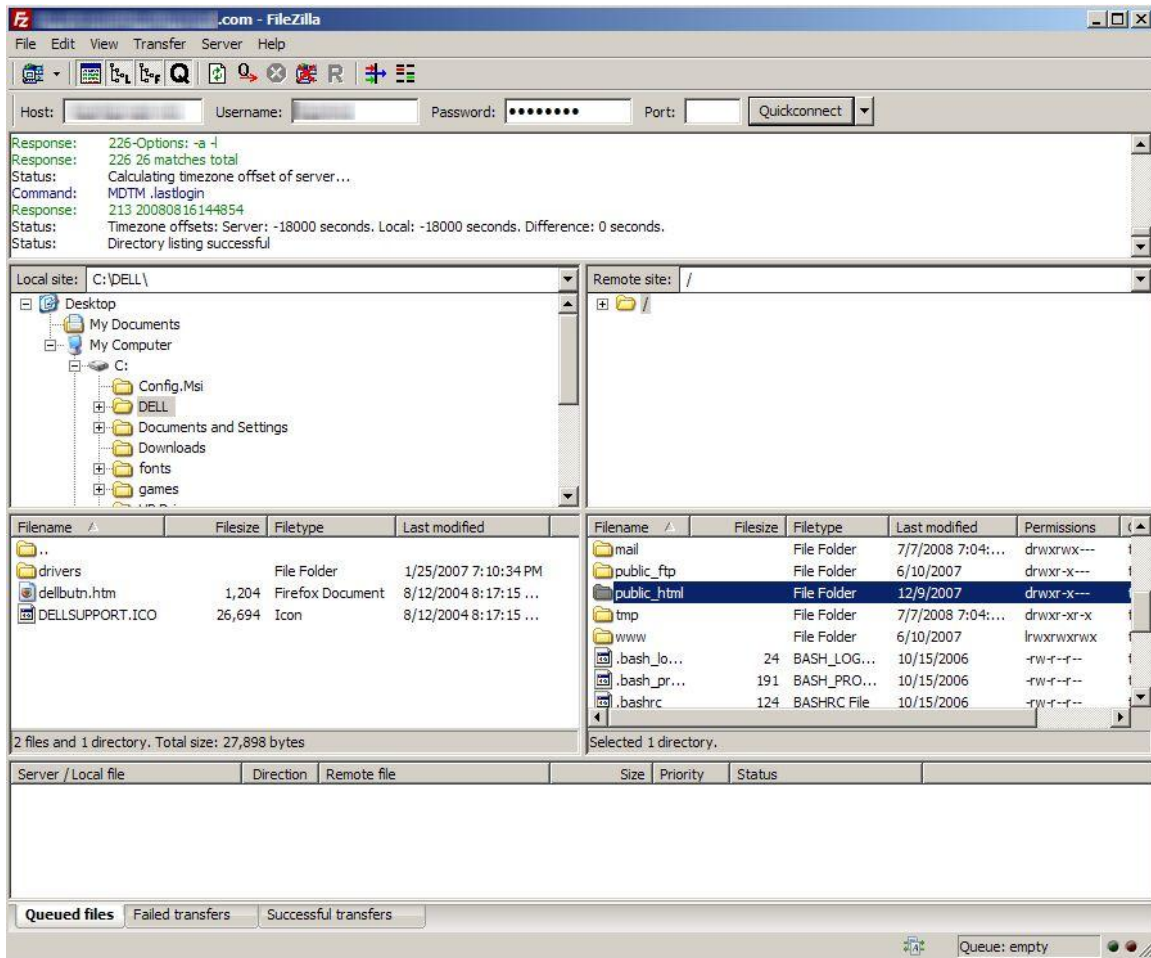 .com - FileZilla
File Edit View Transfer Server Help
Host: Username: Password: •••••••• Port: Quickconnect
Response: 226-Options: -a -l
Response: 226 26 matches total
Status: Calculating timezone offset of server...
Command: MDTM .lastlogin
Response: 213 20080816144854
Status: Timezone offsets: Server: -18000 seconds. Local: -18000 seconds. Difference: 0 seconds.
Status: Directory listing successful
Local site: C:\DELL\
Desktop
My Documents
My Computer
C:
Config.Msi
DELL
Documents and Settings
Downloads
fonts
games
Remote site: /
/
Filename Filesize Filetype Last modified
..
drivers File Folder 1/25/2007 7:10:34 PM
dellbutn.htm 1,204 Firefox Document 8/12/2004 8:17:15 ...
DELLSUPPORT.ICO 26,694 Icon 8/12/2004 8:17:15 ...
2 files and 1 directory. Total size: 27,898 bytes
Filename Filesize Filetype Last modified Permissions
mail File Folder 7/7/2008 7:04:... drwxrwx---
public_ftp File Folder 6/10/2007 drwxr-x---
public_html File Folder 12/9/2007 drwxr-x---
tmp File Folder 7/7/2008 7:04:... drwxr-xr-x
www File Folder 6/10/2007 lrwxrwxrwx
.bash_lo... 24 BASH_LOG... 10/15/2006 -rw-r--r--
.bash_pr... 191 BASH_PRO... 10/15/2006 -rw-r--r--
.bashrc 124 BASHRC File 10/15/2006 -rw-r--r--
Selected 1 directory.
Server / Local file Direction Remote file Size Priority Status
Queued files Failed transfers Successful transfers
Queue: empty